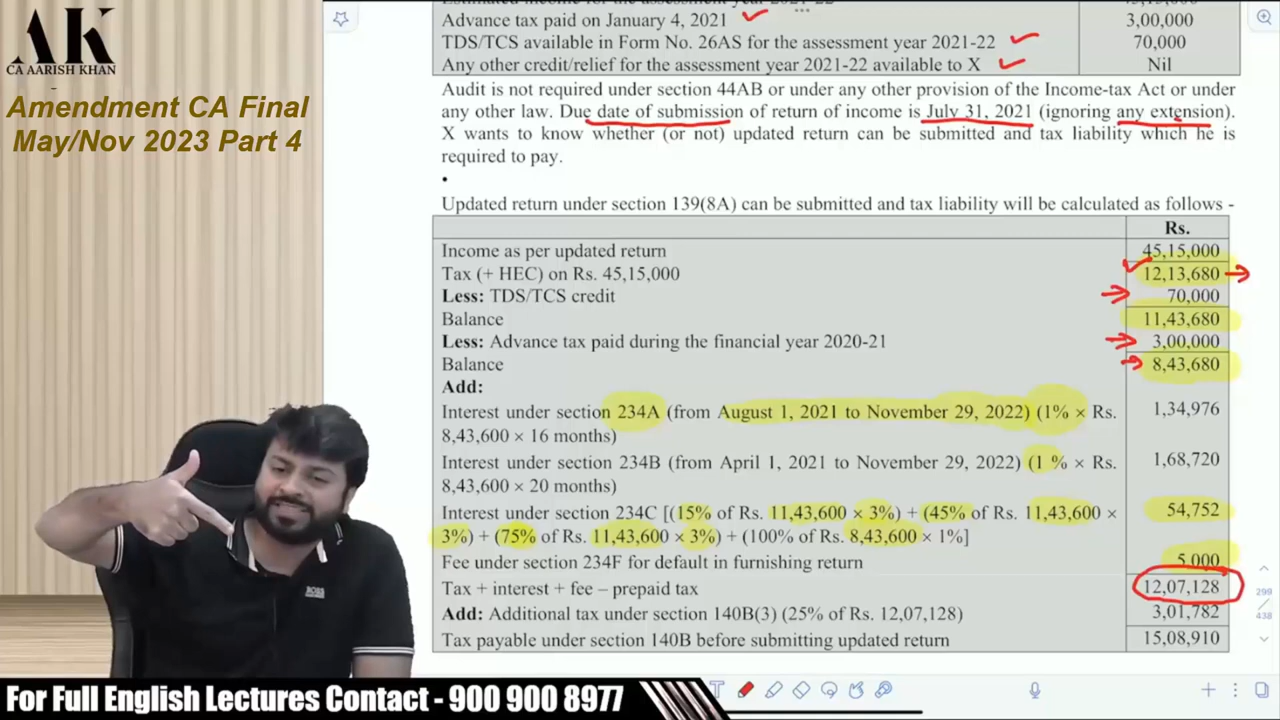 AK
CA AARISH KHAN
Amendment CA Final
May/Nov 2023 Part 4
Advance tax paid on January 4, 2021 3,00,000
TDS/TCS available in Form No. 26AS for the assessment year 2021-22 70,000
Any other credit/relief for the assessment year 2021-22 available to X Nil
Audit is not required under section 44AB or under any other provision of the Income-tax Act or under
any other law. Due date of submission of return of income is July 31, 2021 (ignoring any extension).
X wants to know whether (or not) updated return can be submitted and tax liability which he is
required to pay.
•
Updated return under section 139(8A) can be submitted and tax liability will be calculated as follows -
Rs.
Income as per updated return 45,15,000
Tax (+ HEC) on Rs. 45,15,000 12,13,680
Less: TDS/TCS credit 70,000
Balance 11,43,680
Less: Advance tax paid during the financial year 2020-21 3,00,000
Balance 8,43,680
Add:
Interest under section 234A (from August 1, 2021 to November 29, 2022) (1% × Rs. 1,34,976
8,43,600 × 16 months)
Interest under section 234B (from April 1, 2021 to November 29, 2022) (1 % × Rs. 1,68,720
8,43,600 × 20 months)
Interest under section 234C [(15% of Rs. 11,43,600 × 3%) + (45% of Rs. 11,43,600 × 54,752
3%) + (75% of Rs. 11,43,600 × 3%) + (100% of Rs. 8,43,600 × 1%]
Fee under section 234F for default in furnishing return 5,000
Tax + interest + fee – prepaid tax 12,07,128
Add: Additional tax under section 140B(3) (25% of Rs. 12,07,128) 3,01,782
Tax payable under section 140B before submitting updated return 15,08,910
299
/
438
BOSS
For Full English Lectures Contact - 900 900 8977